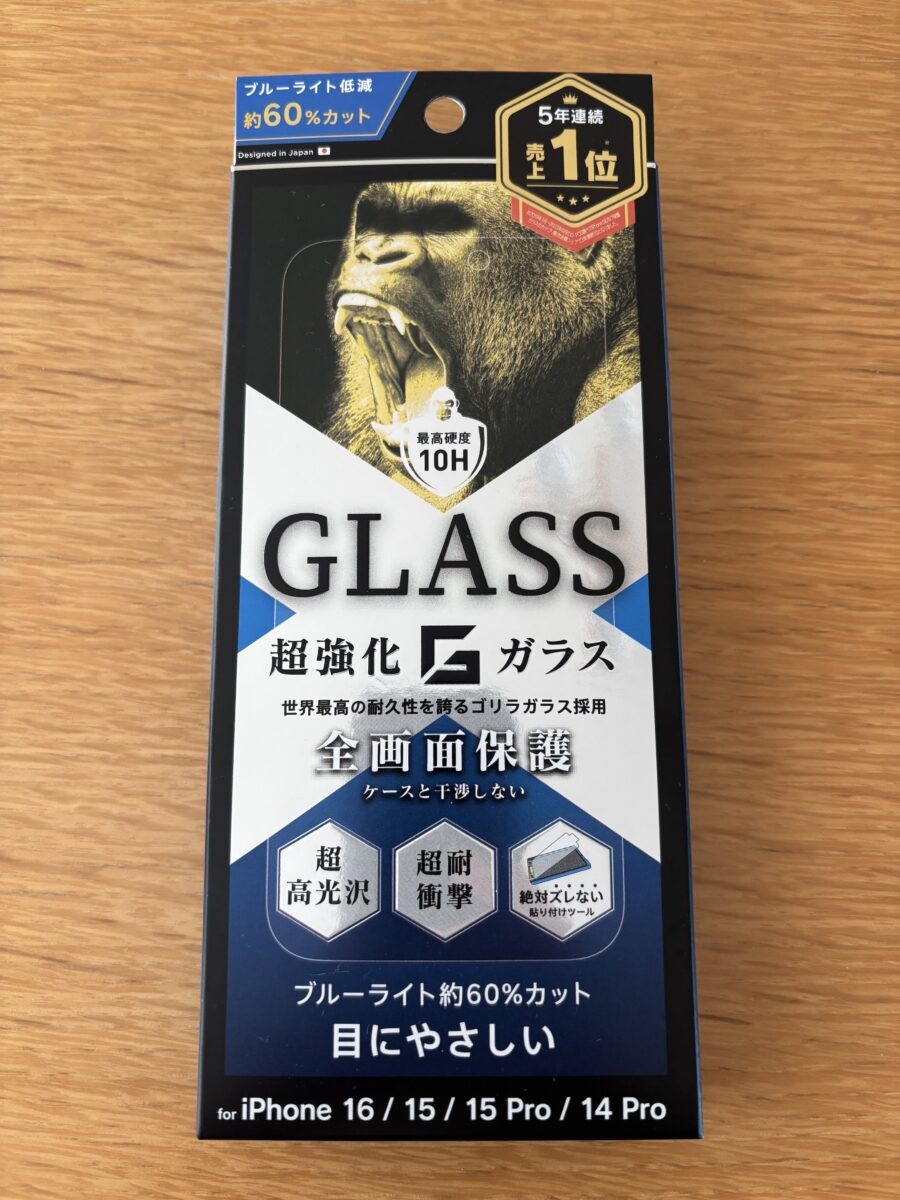 ブルーライト低減
約60%カット
Designed in Japan
5年連続
売上1位
最高硬度
10H
GLASS
超強化 G ガラス
世界最高の耐久性を誇るゴリラガラス採用
全画面保護
ケースと干渉しない
超高光沢
超耐衝撃
絶対ズレない
貼り付けツール
ブルーライト約60%カット
目にやさしい
for iPhone 16 / 15 / 15 Pro / 14 Pro